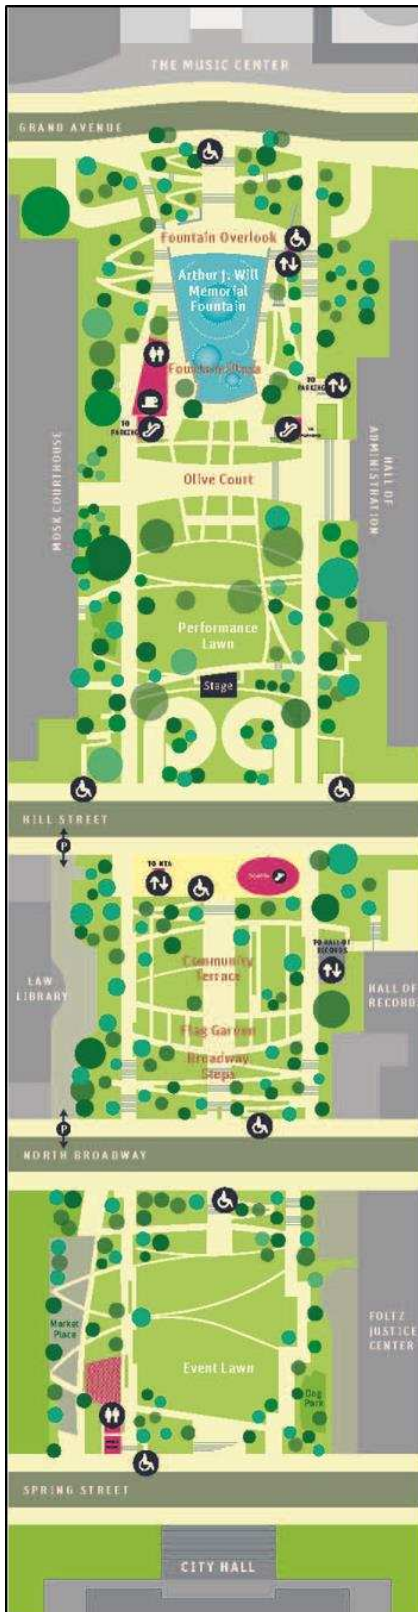 THE MUSIC CENTER
GRAND AVENUE
Fountain Overlook
Arthur J. Will
Memorial
Fountain
Fountain Plaza
TO
PARKING
TO
PARKING
Olive Court
MOSK COURTHOUSE
HALL OF
ADMINISTRATION
Performance
Lawn
Stage
HILL STREET
P
TO MTA
Community
Terrace
TO HALL OF
RECORDS
LAW
LIBRARY
HALL OF
RECORDS
Flag Garden
Broadway
Steps
P
NORTH BROADWAY
Market
Place
FOLTZ
JUSTICE
CENTER
Event Lawn
Dog
Park
SPRING STREET
CITY HALL